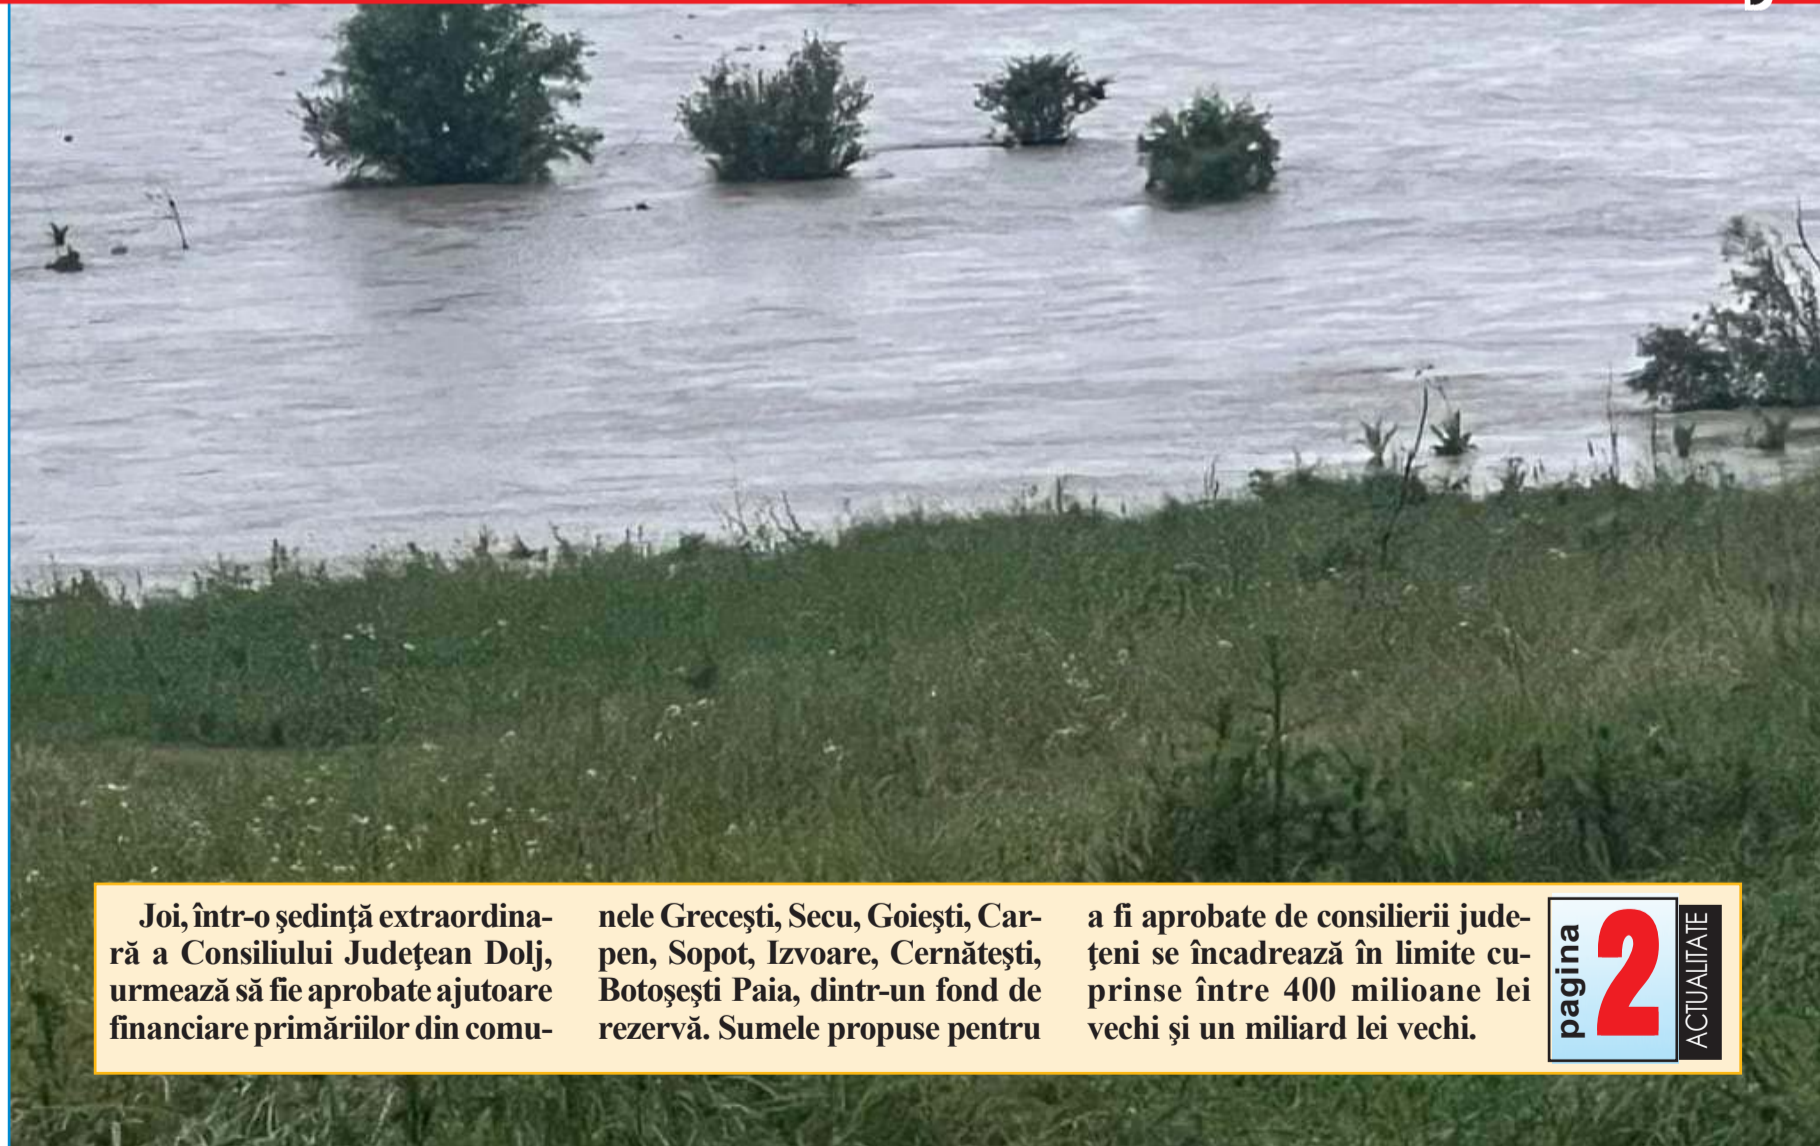 Joi, într-o şedinţă extraordina-
ră a Consiliului Judeţean Dolj,
urmează să fie aprobate ajutoare
financiare primăriilor din comu-
nele Greceşti, Secu, Goieşti, Car-
pen, Sopot, Izvoare, Cernăteşti,
Botoşeşti Paia, dintr-un fond de
rezervă. Sumele propuse pentru
a fi aprobate de consilierii jude-
ţeni se încadrează în limite cu-
prinse între 400 milioane lei
vechi şi un miliard lei vechi.
pagina
2
ACTUALITATE